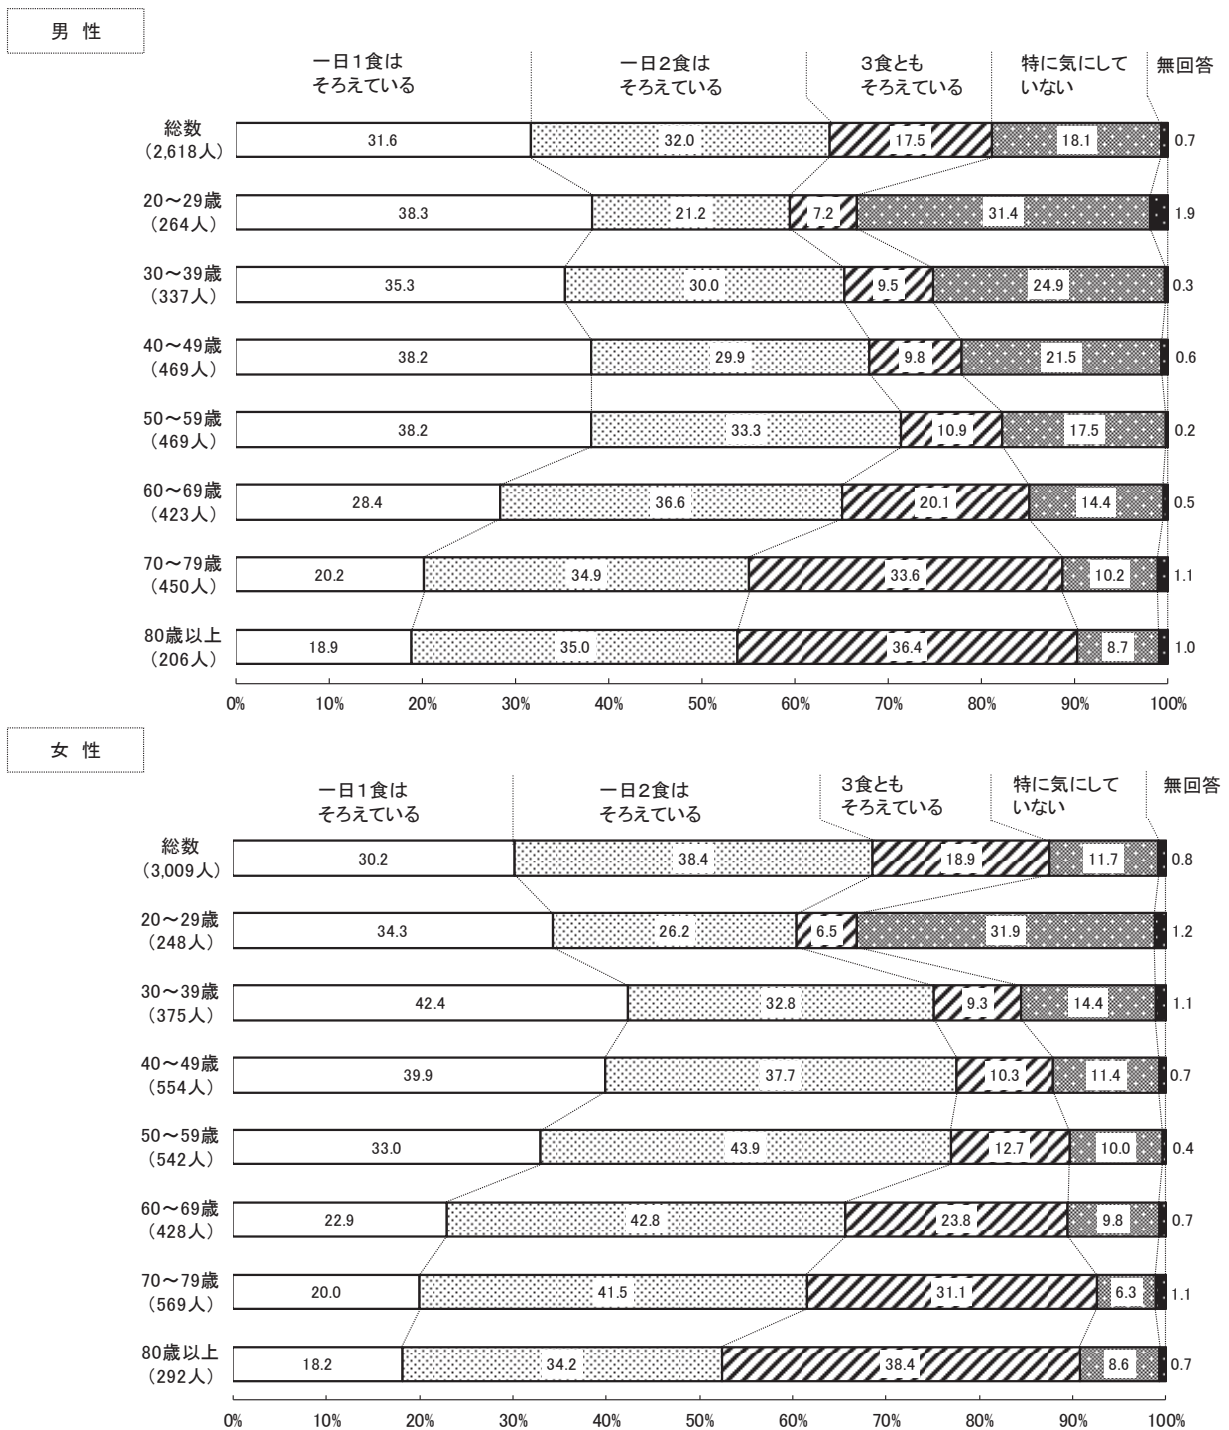 男 性
一日1食は
そろえている
一日2食は
そろえている
3食とも
そろえている
特に気にして
いない
無回答
総数
（2,618人）
31.6 32.0 17.5 18.1 0.7
20～29歳
（264人）
38.3 21.2 7.2 31.4 1.9
30～39歳
（337人）
35.3 30.0 9.5 24.9 0.3
40～49歳
（469人）
38.2 29.9 9.8 21.5 0.6
50～59歳
（469人）
38.2 33.3 10.9 17.5 0.2
60～69歳
（423人）
28.4 36.6 20.1 14.4 0.5
70～79歳
（450人）
20.2 34.9 33.6 10.2 1.1
80歳以上
（206人）
18.9 35.0 36.4 8.7 1.0
0% 10% 20% 30% 40% 50% 60% 70% 80% 90% 100%
女 性
一日1食は
そろえている
一日2食は
そろえている
3食とも
そろえている
特に気にして
いない
無回答
総数
（3,009人）
30.2 38.4 18.9 11.7 0.8
20～29歳
（248人）
34.3 26.2 6.5 31.9 1.2
30～39歳
（375人）
42.4 32.8 9.3 14.4 1.1
40～49歳
（554人）
39.9 37.7 10.3 11.4 0.7
50～59歳
（542人）
33.0 43.9 12.7 10.0 0.4
60～69歳
（428人）
22.9 42.8 23.8 9.8 0.7
70～79歳
（569人）
20.0 41.5 31.1 6.3 1.1
80歳以上
（292人）
18.2 34.2 38.4 8.6 0.7
0% 10% 20% 30% 40% 50% 60% 70% 80% 90% 100%